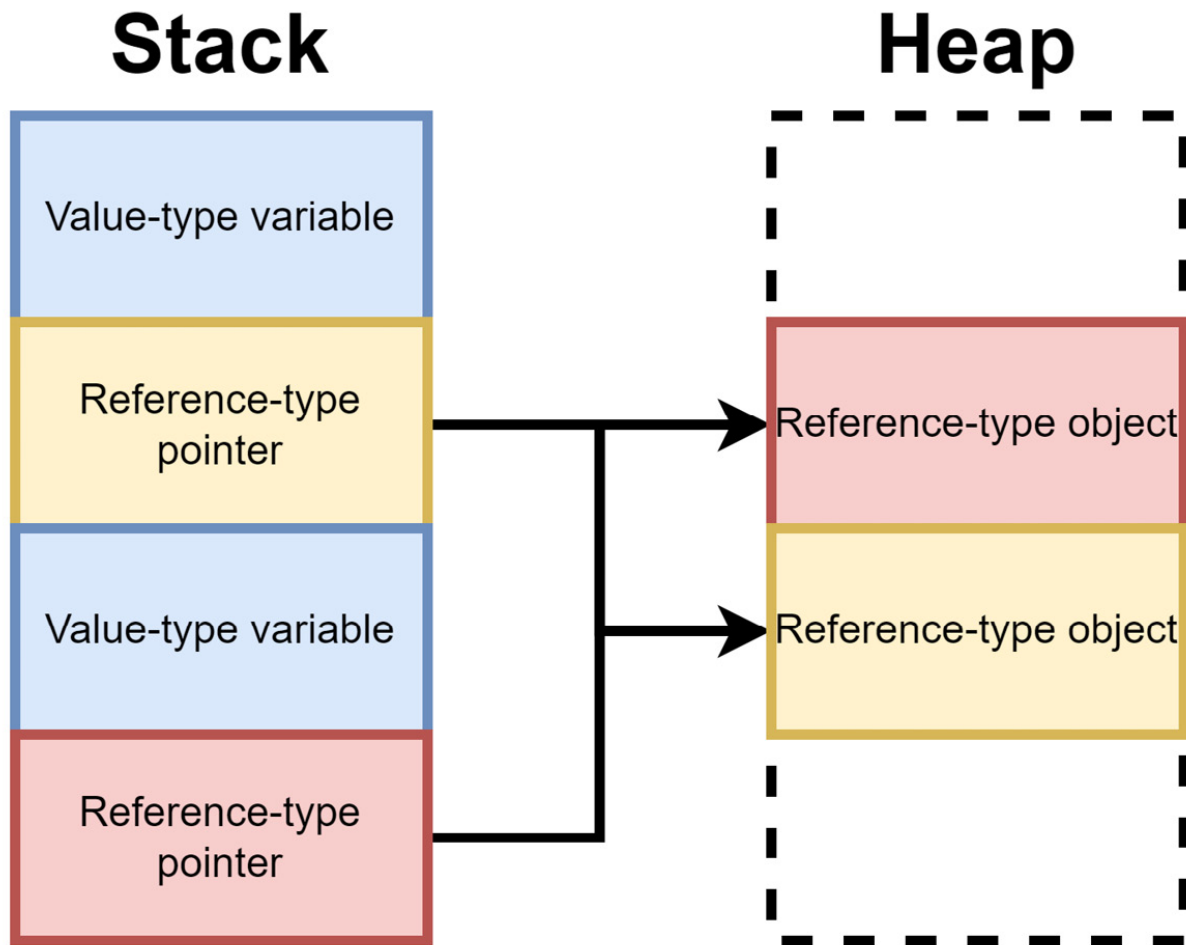 Stack
Heap
Value-type variable
Reference-type
pointer
Value-type variable
Reference-type
pointer
Reference-type object
Reference-type object